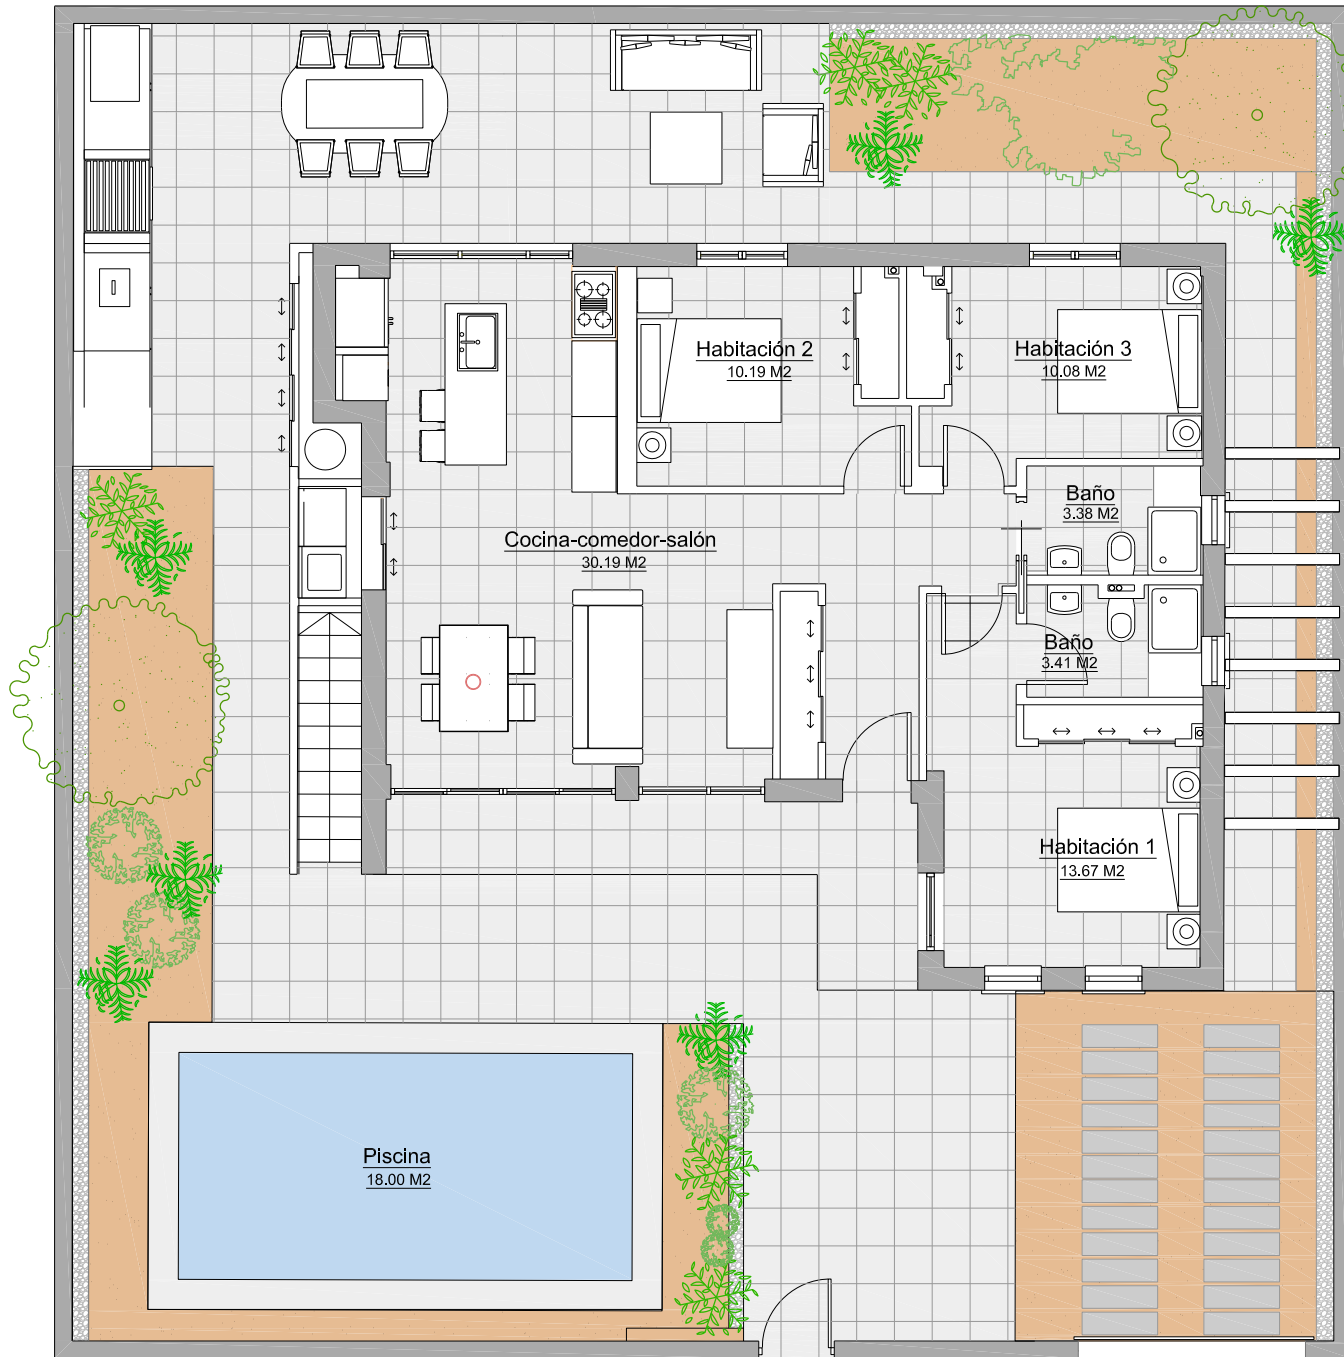 Habitación 2
10.19 M2
Habitación 3
10.08 M2
Baño
3.38 M2
Cocina-comedor-salón
30.19 M2
Baño
3.41 M2
Habitación 1
13.67 M2
Piscina
18.00 M2